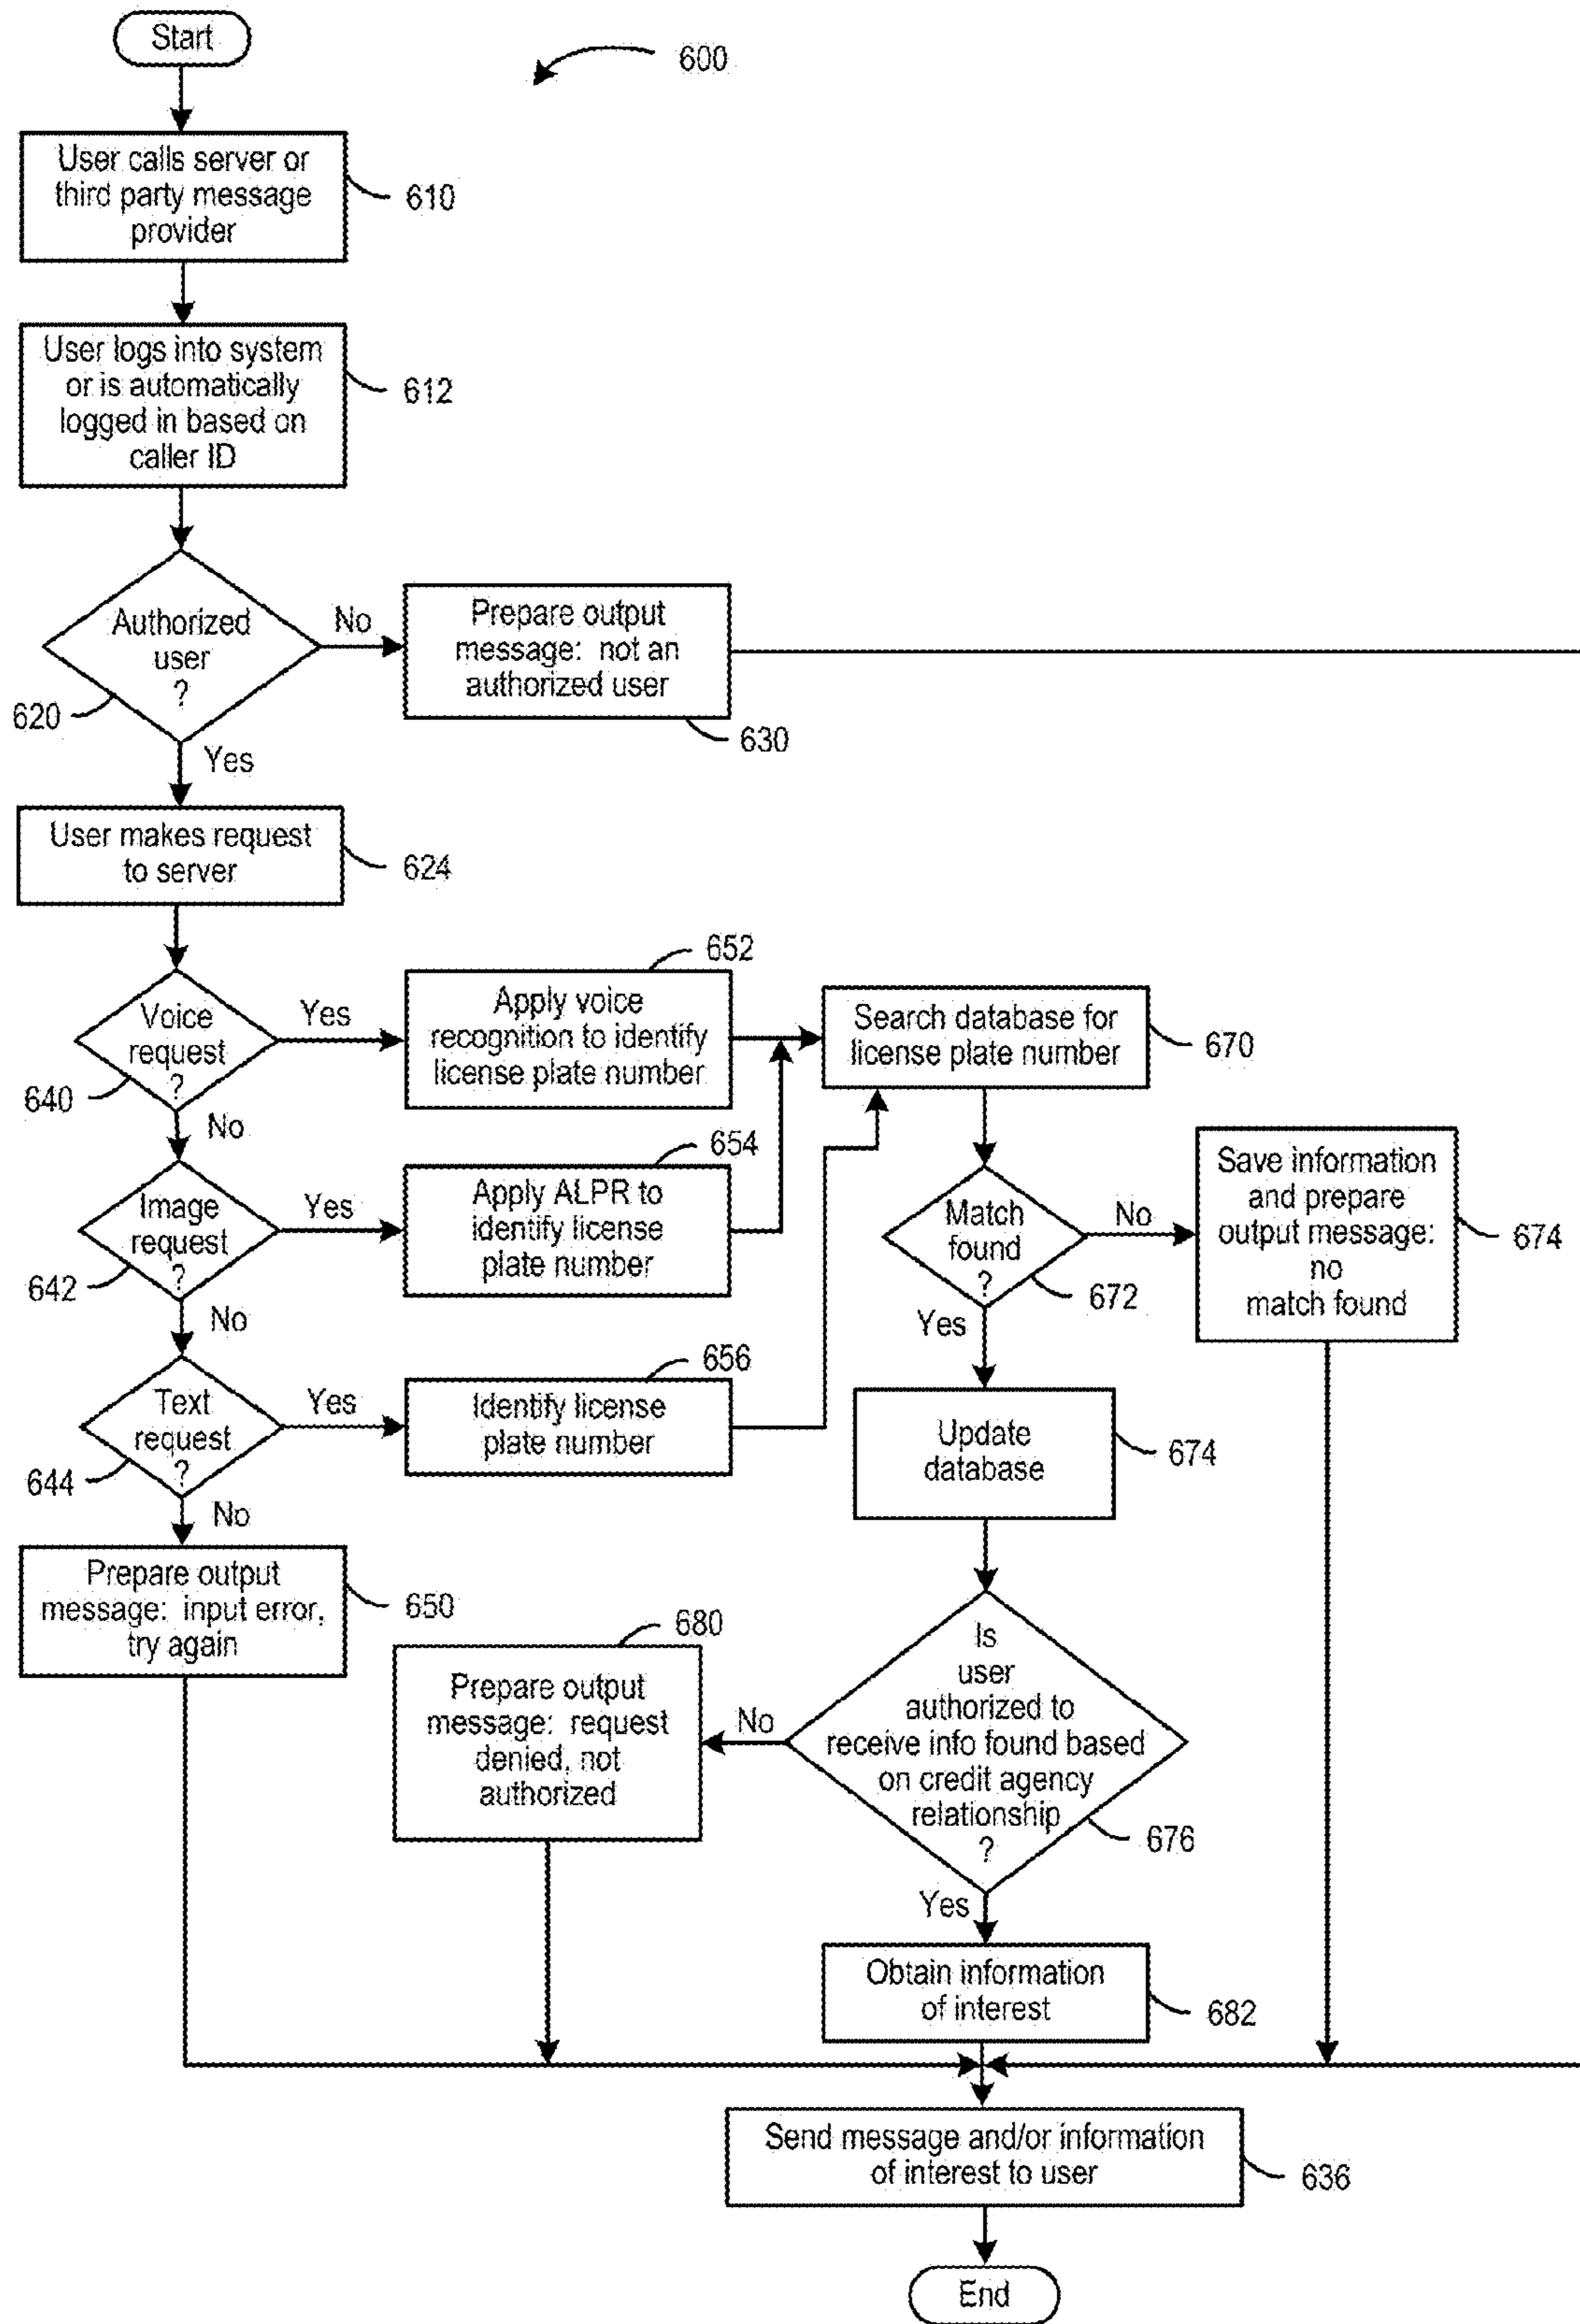 Start
600
User calls server or
third party message
provider
610
User logs into system
or is automatically
logged in based on
caller ID
612
Authorized
user
?
620
No
Yes
Prepare output
message: not an
authorized user
630
User makes request
to server
624
Voice
request
?
640
Yes
No
652
Apply voice
recognition to identify
license plate number
Search database for
license plate number
670
Image
request
?
642
Yes
No
654
Apply ALPR to
identify license
plate number
Match
found
?
672
No
Yes
Save information
and prepare
output message:
no
match found
674
Text
request
?
644
Yes
No
656
Identify license
plate number
Update
database
674
Prepare output
message: input error,
try again
650
680
Prepare output
message: request
denied, not
authorized
No
Is
user
authorized to
receive info found based
on credit agency
relationship
?
676
Yes
Obtain information
of interest
682
Send message and/or information
of interest to user
636
End